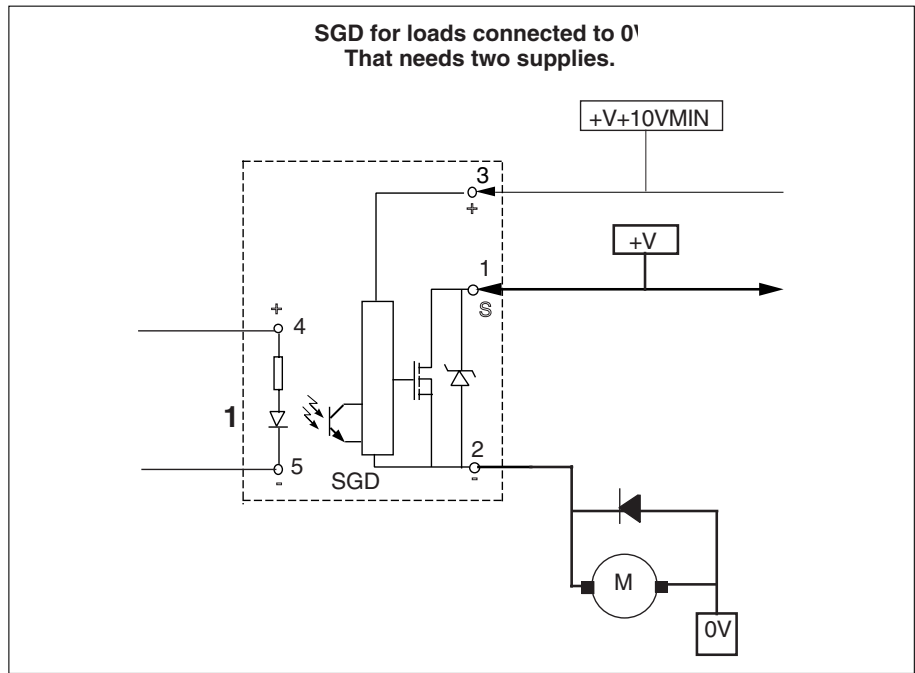 SGD for loads connected to 0
That needs two supplies.
+V+10VMIN
3
+
+V
1
S
+
4
1
2
-
5
-
SGD
M
0V